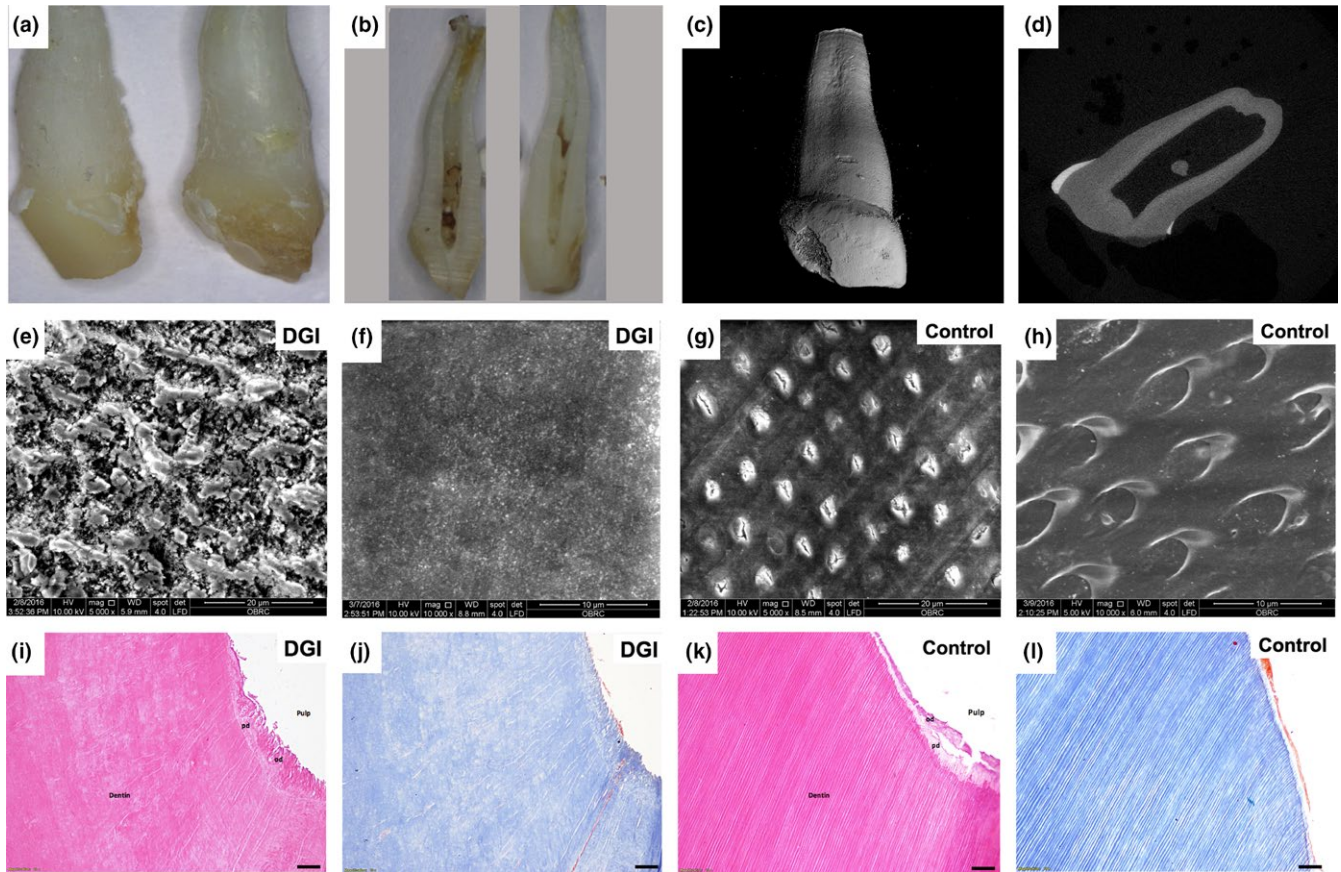 (a)
(b)
(c)
(d)
(e)
DGI
2/8/2016 HV mag □ WD spot det 20 µm
3:52:36 PM 10.00 kV 5 000 x 5.9 mm 4.0 LFD OBRC
(f)
DGI
3/7/2016 HV mag □ WD spot det 10 µm
2:53:51 PM 10.00 kV 10 000 x 8.8 mm 4.0 LFD OBRC
(g)
Control
2/8/2016 HV mag □ WD spot det 20 µm
1:22:53 PM 10.00 kV 5 000 x 8.5 mm 4.0 LFD OBRC
(h)
Control
3/9/2016 HV mag □ WD spot det 10 µm
2:10:25 PM 5.00 kV 10 000 x 6.0 mm 4.0 LFD OBRC
(i)
DGI
Pulp
pd
od
Dentin
(j)
DGI
(k)
Control
Pulp
od
pd
Dentin
(l)
Control